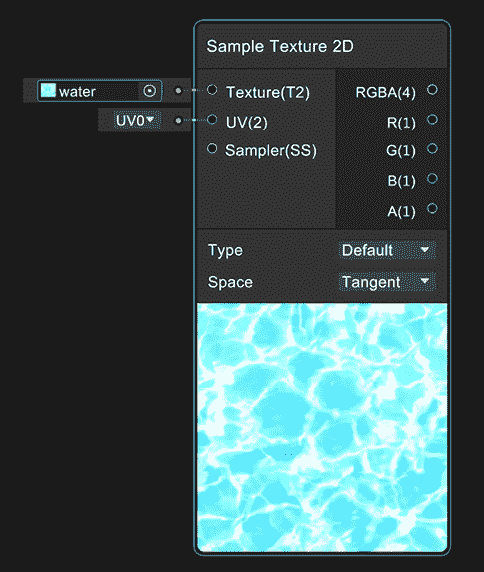 Sample Texture 2D
water
Texture(T2)
RGBA(4)
UV0
UV(2)
R(1)
Sampler(SS)
G(1)
B(1)
A(1)
Type
Default
Space
Tangent